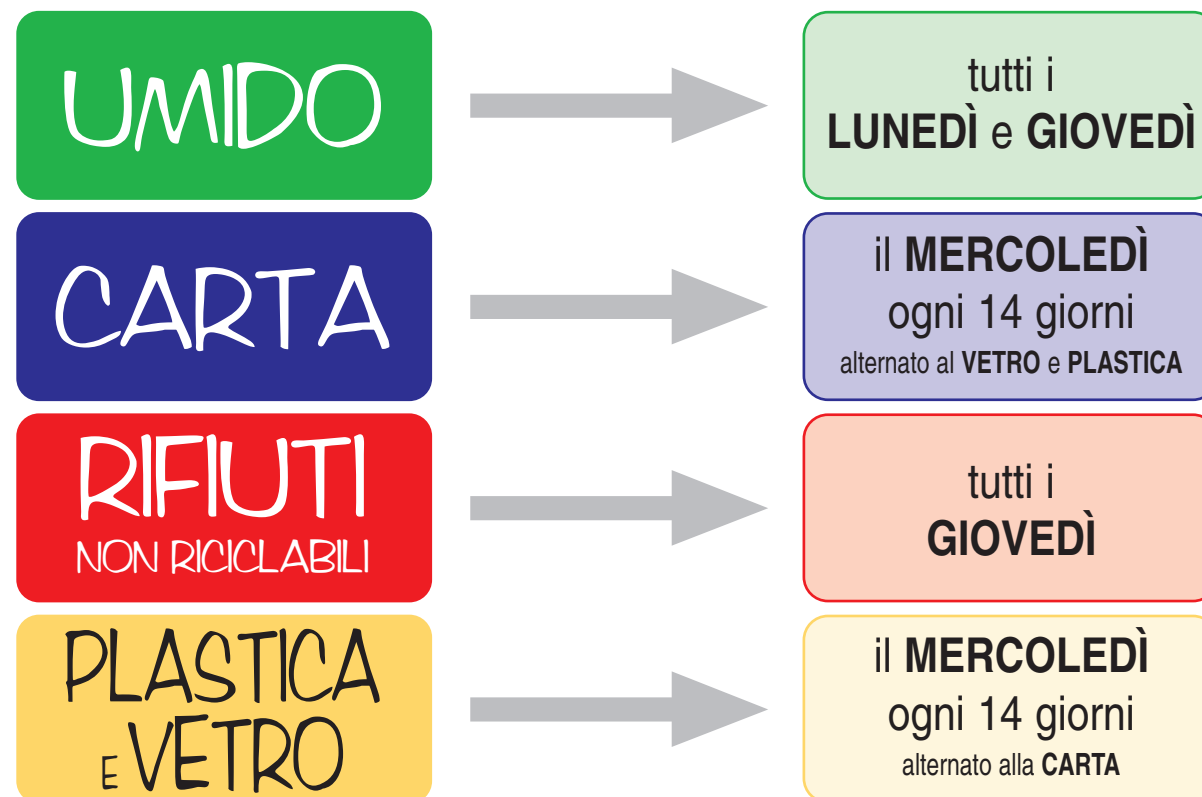 UMIDO
tutti i
LUNEDÌ e GIOVEDÌ
CARTA
il MERCOLEDÌ
ogni 14 giorni
alternato al VETRO e PLASTICA
RIFIUTI
NON RICICLABILI
tutti i
GIOVEDÌ
PLASTICA
E VETRO
il MERCOLEDÌ
ogni 14 giorni
alternato alla CARTA